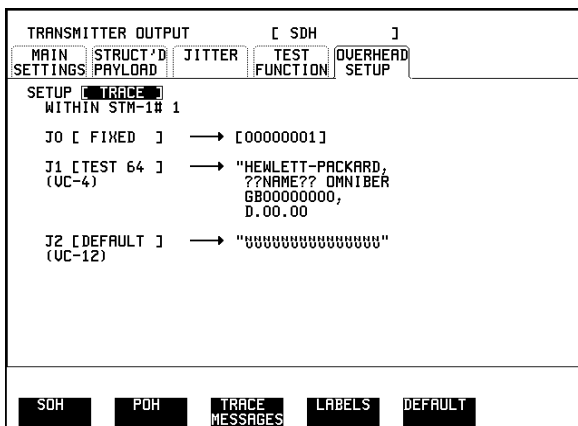 TRANSMITTER OUTPUT [ SDH ]
MAIN SETTINGS
STRUCT'D PAYLOAD
JITTER
TEST FUNCTION
OVERHEAD SETUP
SETUP [ TRACE ]
WITHIN STM-1# 1
J0 [ FIXED ] → [00000001]
J1 [TEST 64 ] → "HEWLETT-PACKARD,
(VC-4) ??NAME?? OMNIBER
GB00000000,
D.00.00
J2 [DEFAULT ] →
(VC-12)
SOH
POH
TRACE MESSAGES
LABELS
DEFAULT